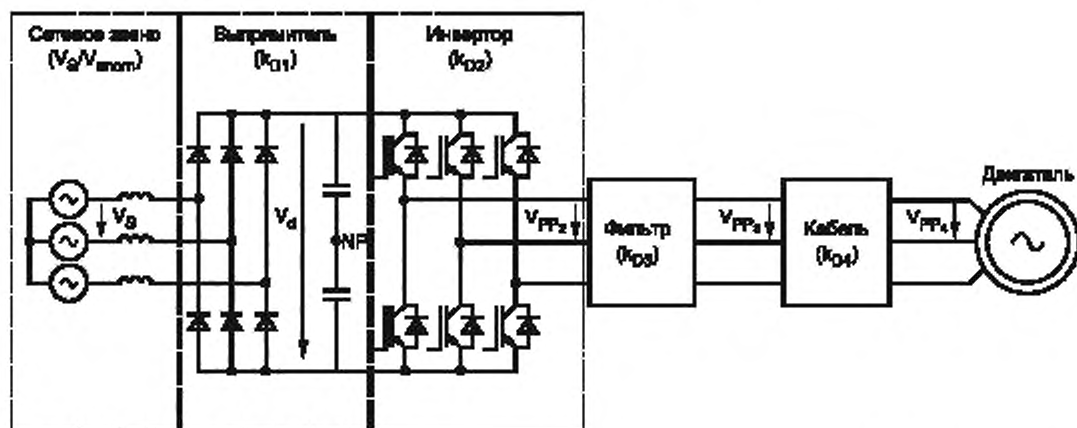 Сетевое звено
(V_S/V_snom)
Выпрямитель
(k_D1)
Инвертор
(k_D2)
V_S
V_d
NP
V_PP2
Фильтр
(k_D3)
V_PP3
Кабель
(k_D4)
V_PP4
Двигатель